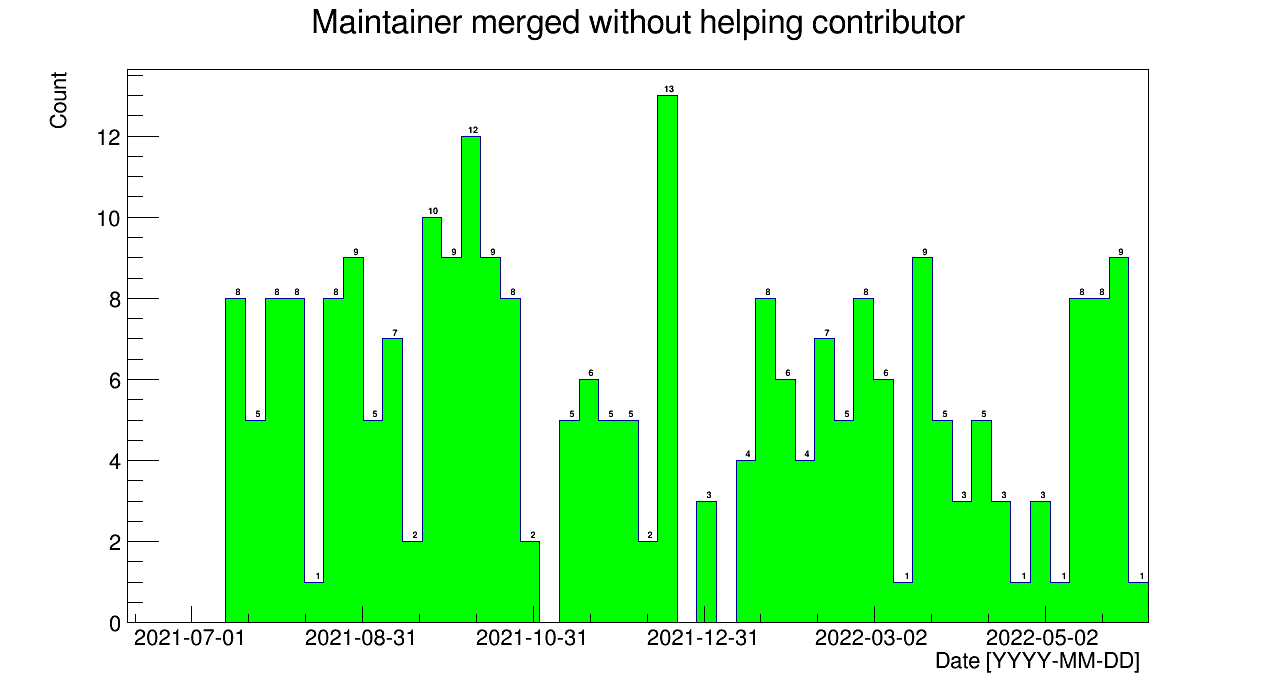 Maintainer merged without helping contributor
Count
13
12
12
10
10
9 9 9 9 9
8 8 8 8 8 8 8 8 8 8
7 7
6 6 6 6
5 5 5 5 5 5 5 5
4 4 4
3 3 3 3
2 2 2 2
1 1 1 1 1
0
2021-07-01 2021-08-31 2021-10-31 2021-12-31 2022-03-02 2022-05-02
Date [YYYY-MM-DD]